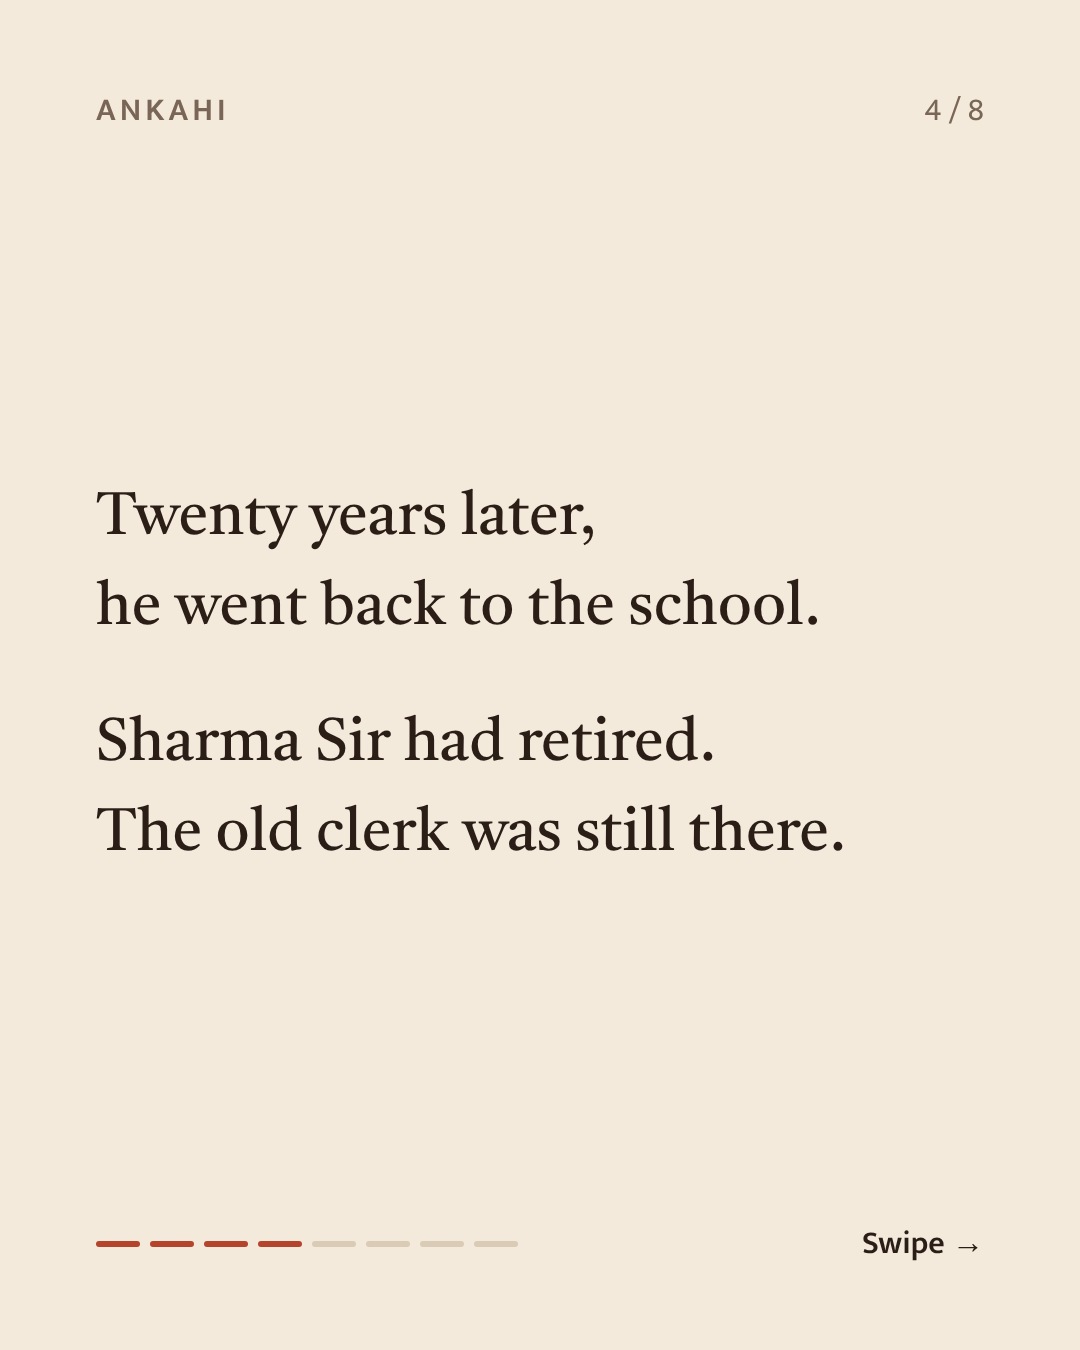 ANKAHI
4 / 8
Twenty years later,
he went back to the school.
Sharma Sir had retired.
The old clerk was still there.
Swipe →